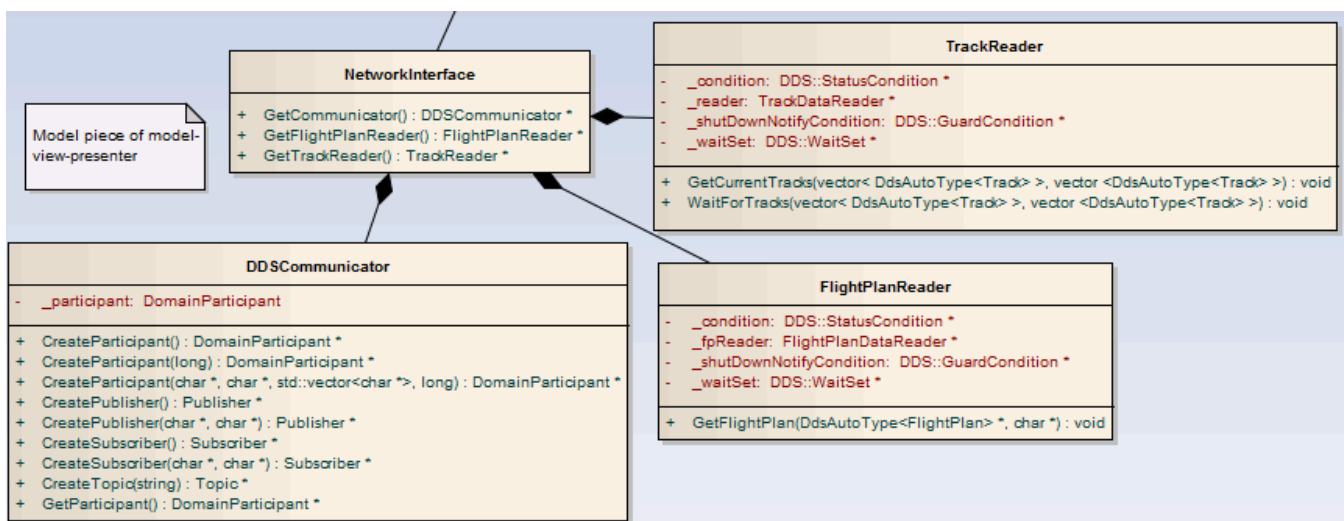 NetworkInterface
+ GetCommunicator() : DDSCommunicator *
+ GetFlightPlanReader() : FlightPlanReader *
+ GetTrackReader() : TrackReader *
TrackReader
- _condition: DDS::StatusCondition *
- _reader: TrackDataReader *
- _shutDownNotifyCondition: DDS::GuardCondition *
- _waitSet: DDS::WaitSet *
+ GetCurrentTracks(vector< DdsAutoType<Track> >, vector <DdsAutoType<Track> >) : void
+ WaitForTracks(vector< DdsAutoType<Track> >, vector <DdsAutoType<Track> >) : void
Model piece of model-
view-presenter
DDSCommunicator
- _participant: DomainParticipant
+ CreateParticipant() : DomainParticipant *
+ CreateParticipant(long) : DomainParticipant *
+ CreateParticipant(char *, char *, std::vector<char *>, long) : DomainParticipant *
+ CreatePublisher() : Publisher *
+ CreatePublisher(char *, char *) : Publisher *
+ CreateSubscriber() : Subscriber *
+ CreateSubscriber(char *, char *) : Subscriber *
+ CreateTopic(string) : Topic *
+ GetParticipant() : DomainParticipant *
FlightPlanReader
- _condition: DDS::StatusCondition *
- _fpReader: FlightPlanDataReader *
- _shutDownNotifyCondition: DDS::GuardCondition *
- _waitSet: DDS::WaitSet *
+ GetFlightPlan(DdsAutoType<FlightPlan> *, char *) : void